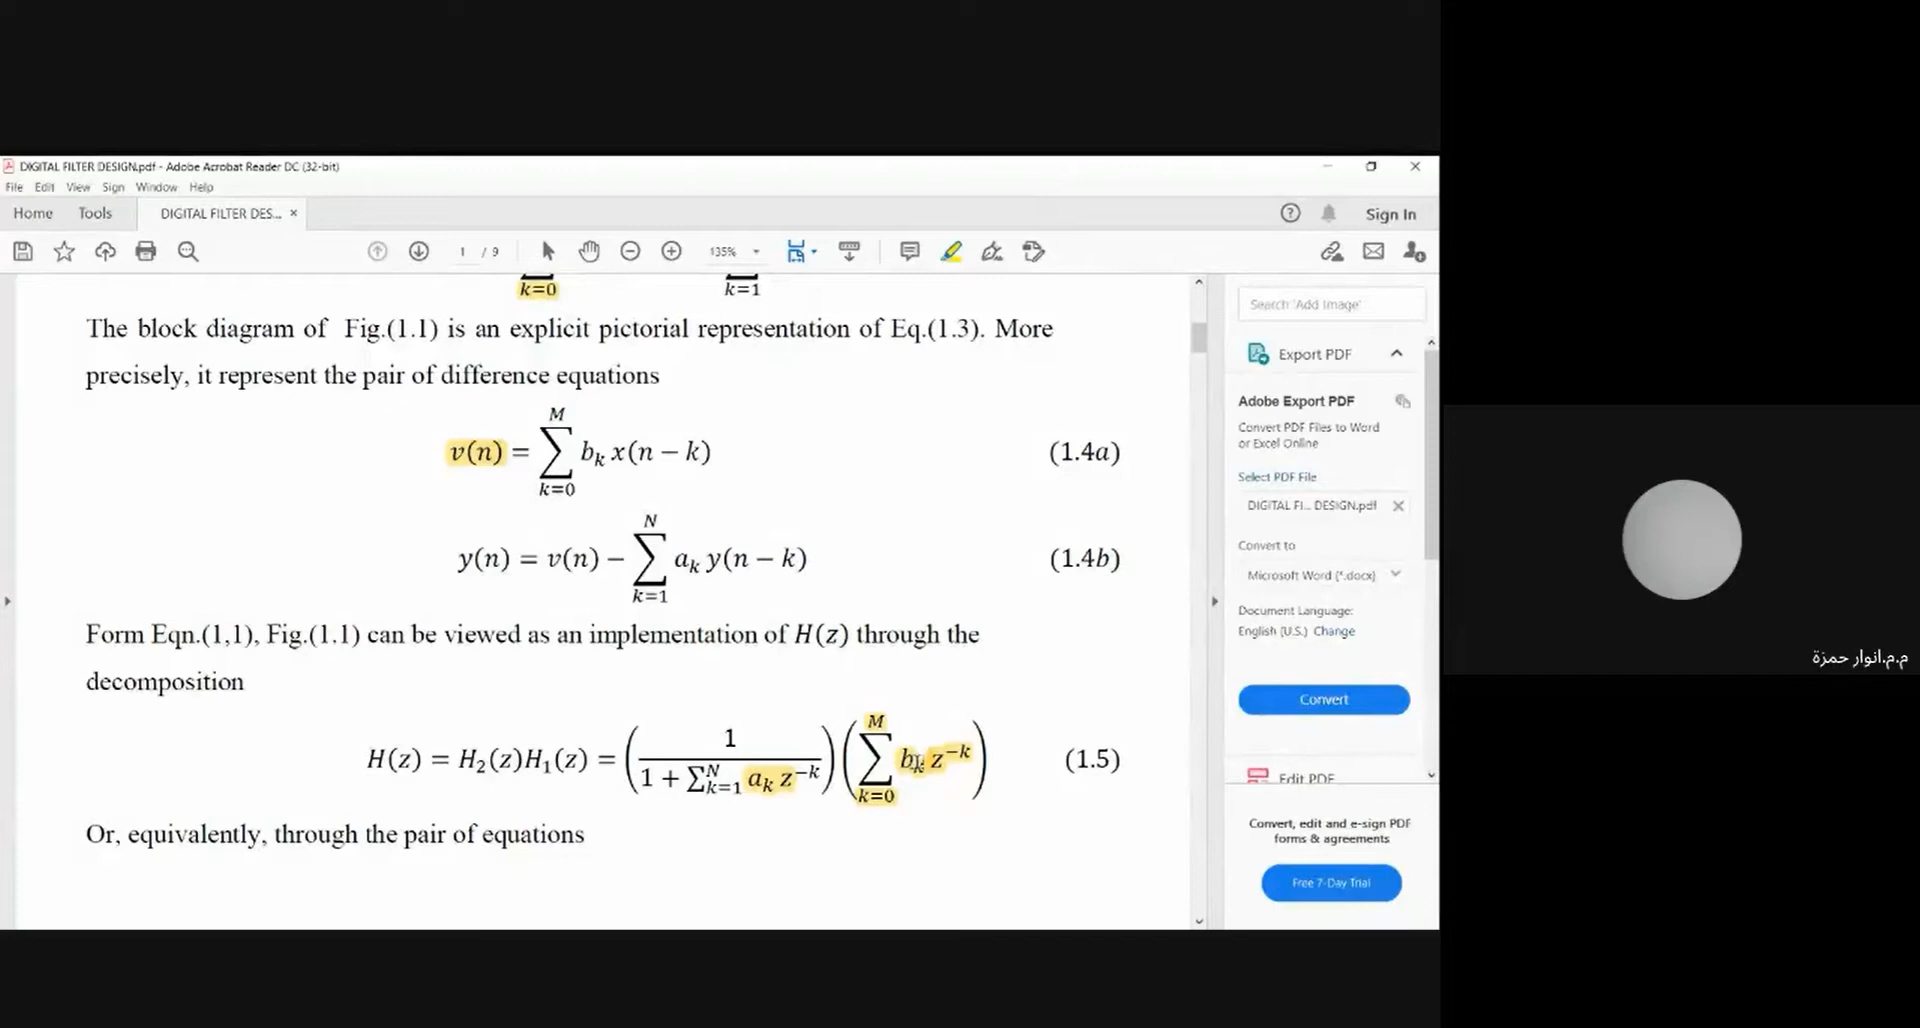 DIGITAL FILTER DESIGN.pdf - Adobe Acrobat Reader DC (32-bit)
File Edit View Sign Window Help
Home Tools DIGITAL FILTER DES... × Sign In
1 / 9 135%
k=0 k=1
The block diagram of Fig.(1.1) is an explicit pictorial representation of Eq.(1.3). More
precisely, it represent the pair of difference equations
v(n) = ∑_{k=0}^{M} b_k x(n − k) (1.4a)
y(n) = v(n) − ∑_{k=1}^{N} a_k y(n − k) (1.4b)
Form Eqn.(1,1), Fig.(1.1) can be viewed as an implementation of H(z) through the
decomposition
H(z) = H₂(z)H₁(z) = (1 / (1 + ∑_{k=1}^{N} a_k z^{−k})) (∑_{k=0}^{M} b_k z^{−k}) (1.5)
Or, equivalently, through the pair of equations
Search 'Add Image'
Export PDF
Adobe Export PDF
Convert PDF Files to Word
or Excel Online
Select PDF File
DIGITAL FI... DESIGN.pdf
Convert to
Microsoft Word (*.docx)
Document Language:
English (U.S.) Change
Convert
Edit PDF
Convert, edit and e-sign PDF
forms & agreements
Free 7-Day Trial
م.م.انوار حمزة